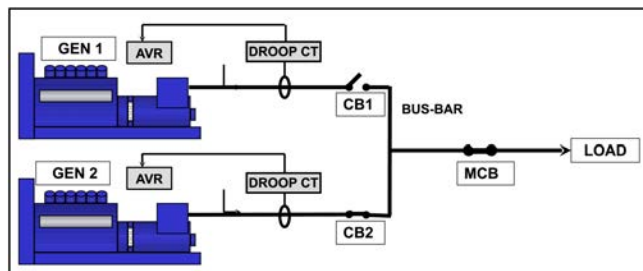 GEN 1
AVR
DROOP CT
CB1
BUS-BAR
MCB
LOAD
GEN 2
AVR
DROOP CT
CB2